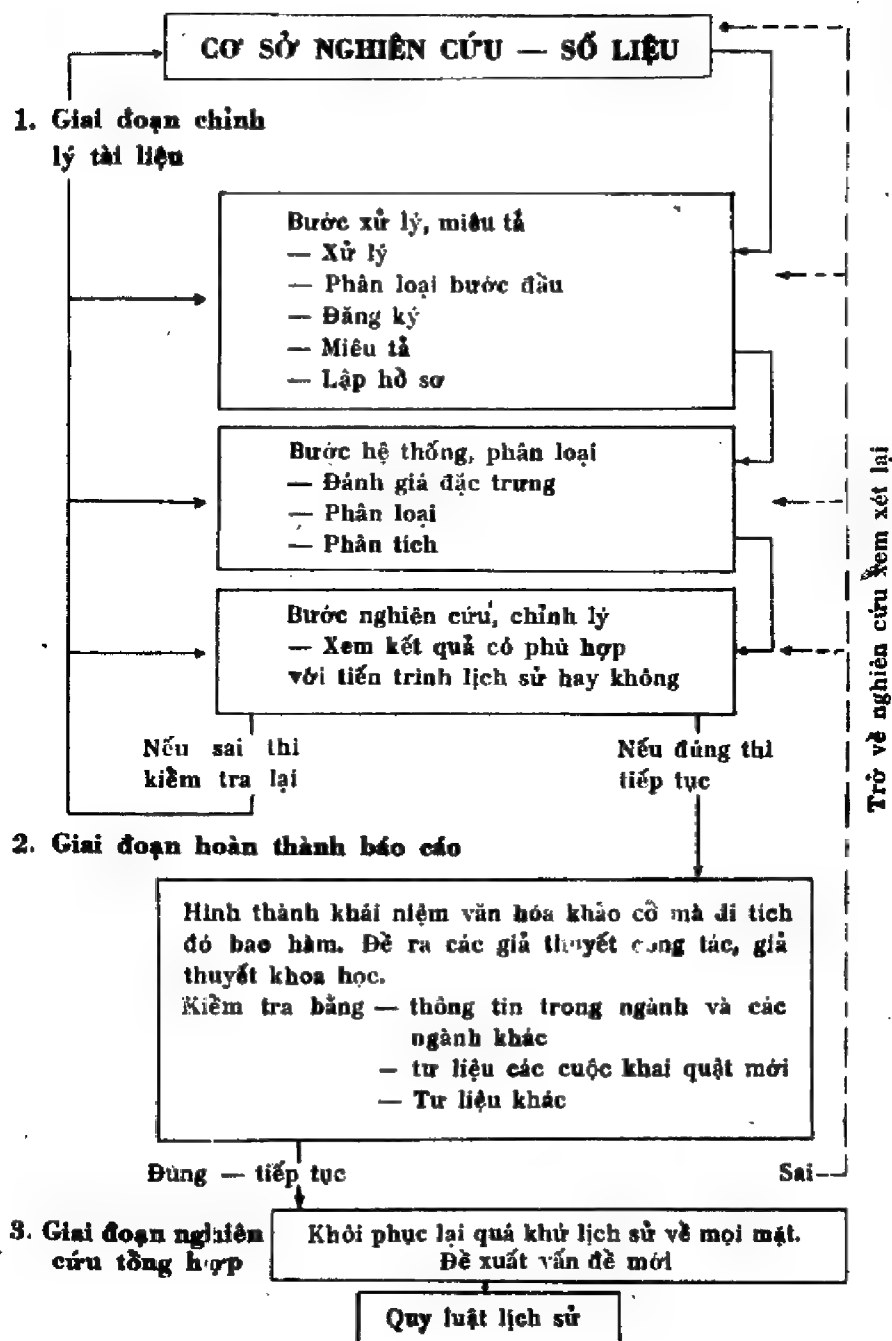 CƠ SỞ NGHIÊN CỨU — SỐ LIỆU
1. Giai đoạn chỉnh
lý tài liệu
Bước xử lý, miêu tả
— Xử lý
— Phân loại bước đầu
— Đăng ký
— Miêu tả
— Lập hồ sơ
Bước hệ thống, phân loại
— Đánh giá đặc trưng
— Phân loại
— Phân tích
Bước nghiên cứu, chỉnh lý
— Xem kết quả có phù hợp
với tiến trình lịch sử hay không
Nếu sai thì
kiểm tra lại
Nếu đúng thì
tiếp tục
Trở về nghiên cứu xem xét lại
2. Giai đoạn hoàn thành báo cáo
Hình thành khái niệm văn hóa khảo cổ mà di tích
đó bao hàm. Đề ra các giả thuyết công tác, giả
thuyết khoa học.
Kiểm tra bằng — thông tin trong ngành và các
ngành khác
— tư liệu các cuộc khai quật mới
— Tư liệu khác
Đúng — tiếp tục
Sai
3. Giai đoạn nghiên
cứu tổng hợp
Khôi phục lại quá khứ lịch sử về mọi mặt.
Đề xuất vấn đề mới
Quy luật lịch sử